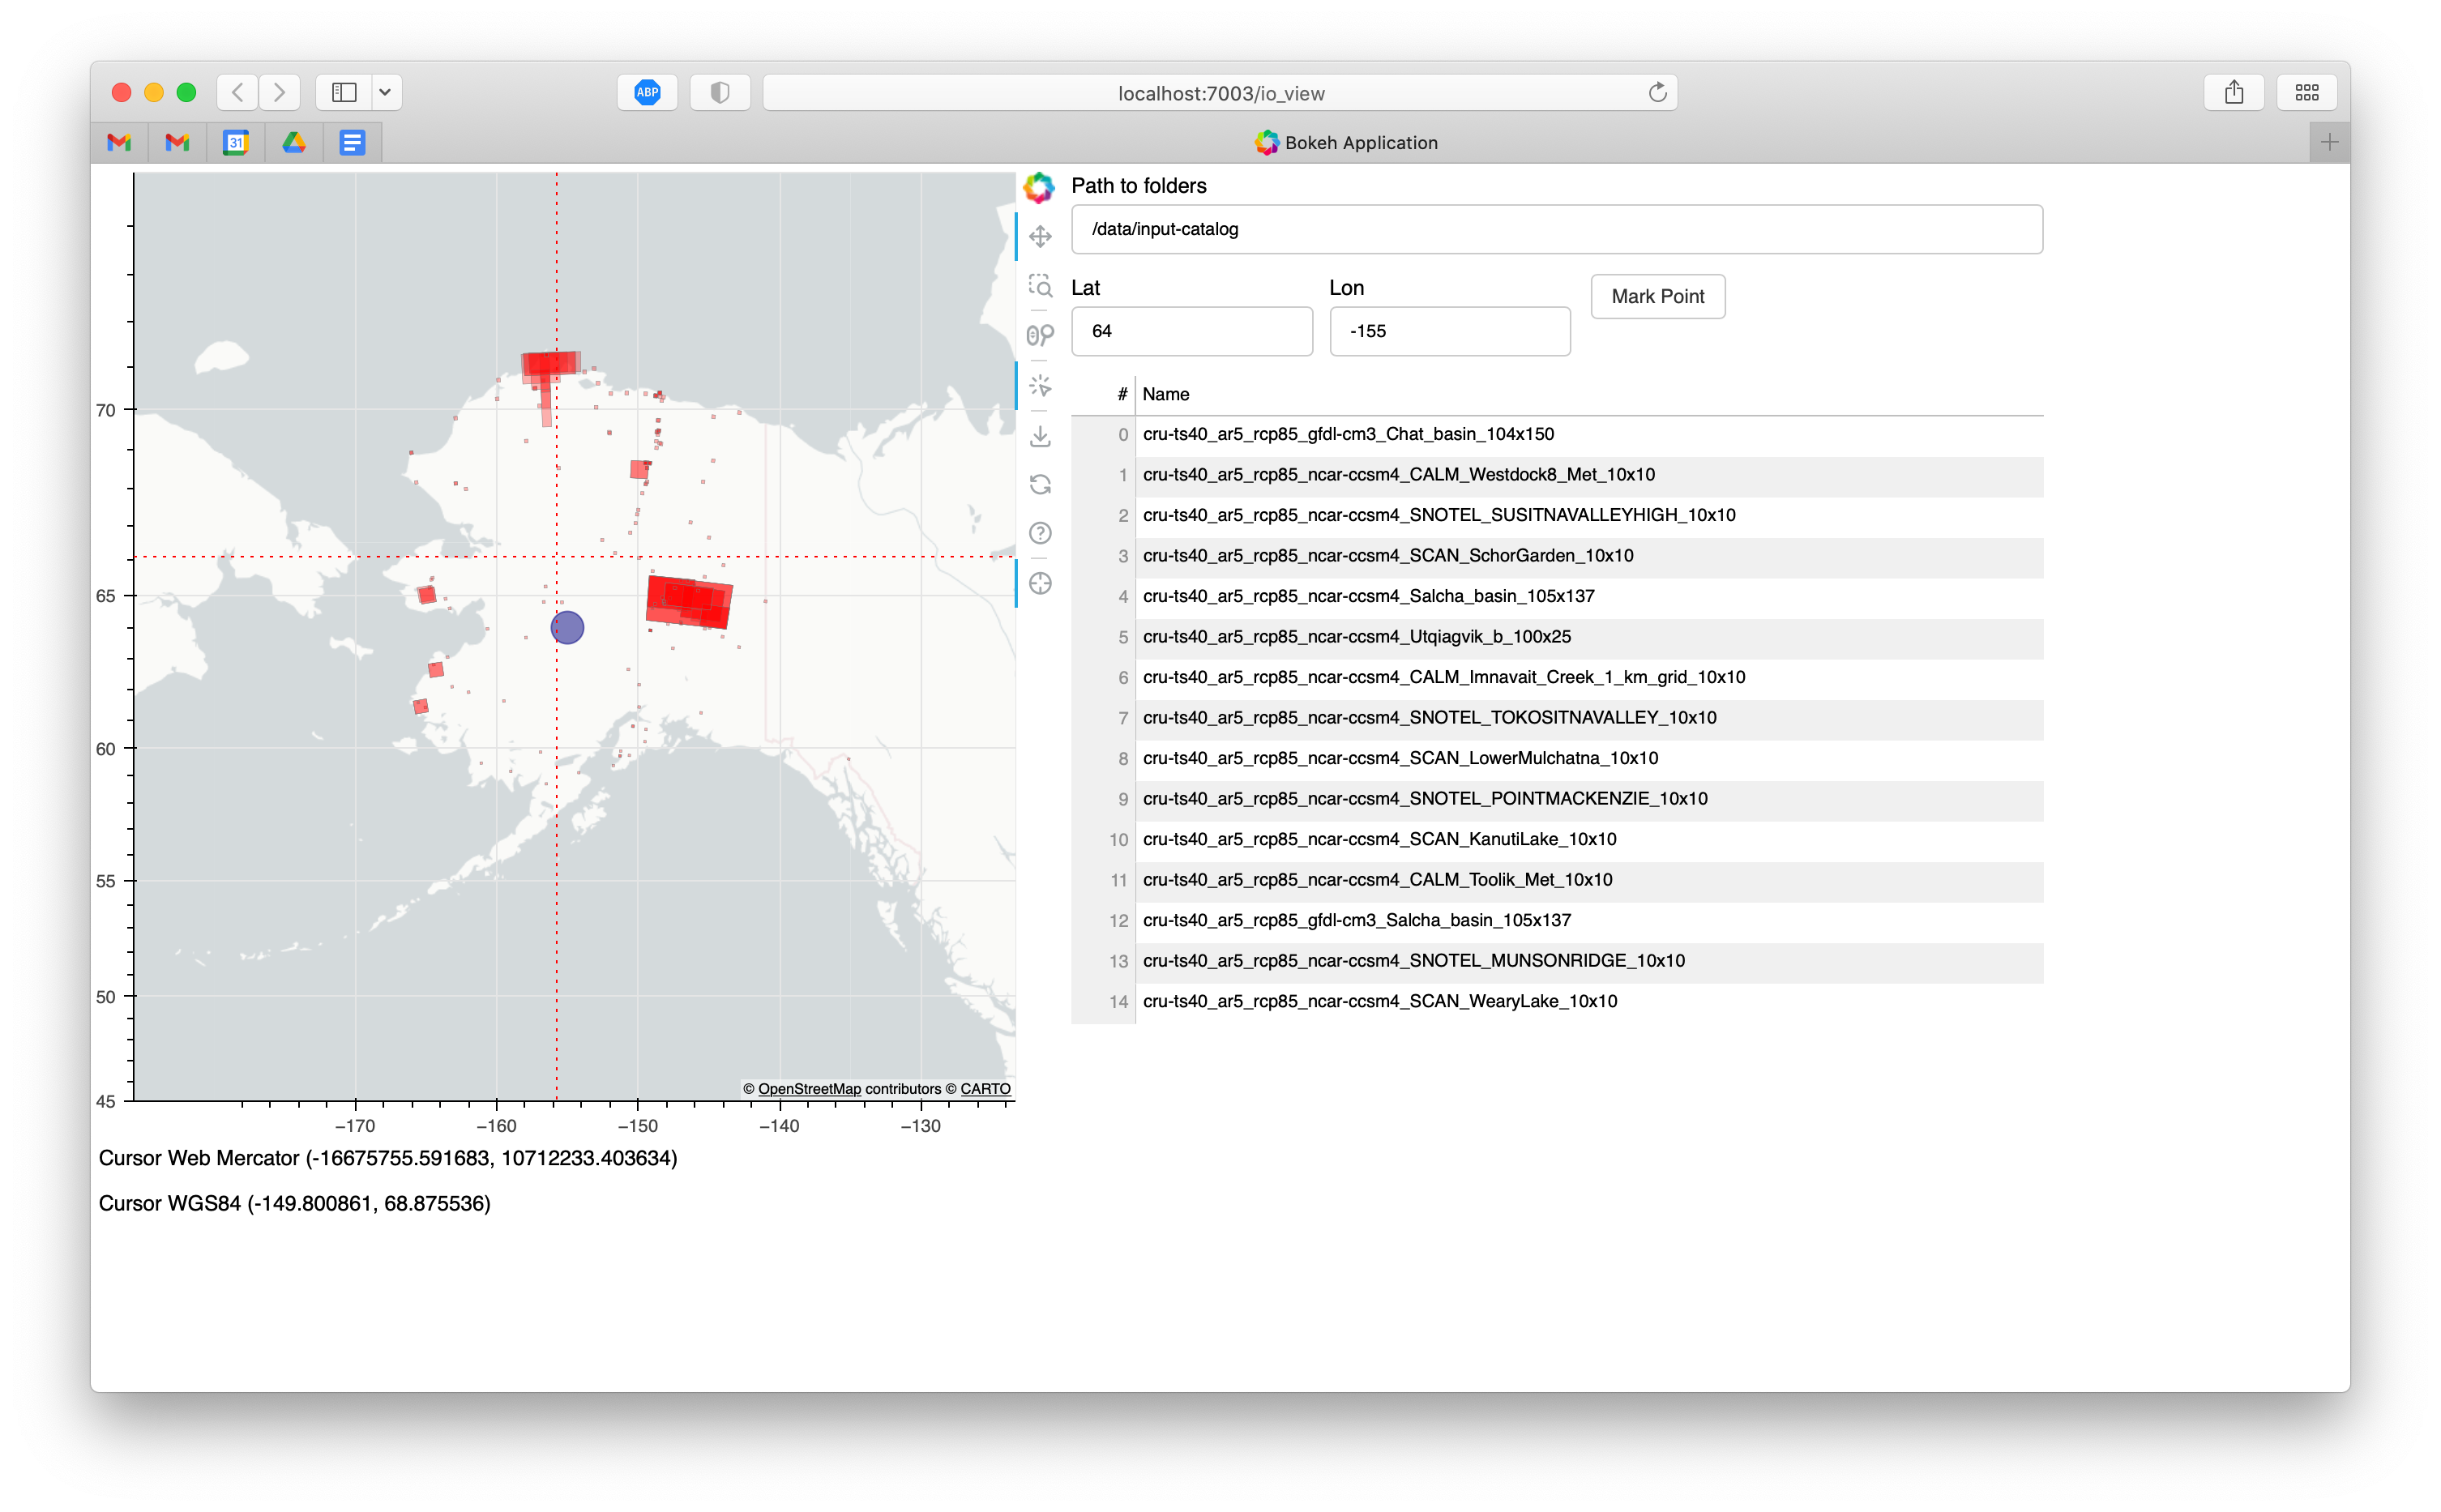 ABP
localhost:7003/io_view
31
Bokeh Application
70
65
60
55
50
45
−170
−160
−150
−140
−130
© OpenStreetMap contributors © CARTO
Cursor Web Mercator (-16675755.591683, 10712233.403634)
Cursor WGS84 (-149.800861, 68.875536)
Path to folders
/data/input-catalog
Lat
Lon
Mark Point
64
-155
# Name
0 cru-ts40_ar5_rcp85_gfdl-cm3_Chat_basin_104x150
1 cru-ts40_ar5_rcp85_ncar-ccsm4_CALM_Westdock8_Met_10x10
2 cru-ts40_ar5_rcp85_ncar-ccsm4_SNOTEL_SUSITNAVALLEYHIGH_10x10
3 cru-ts40_ar5_rcp85_ncar-ccsm4_SCAN_SchorGarden_10x10
4 cru-ts40_ar5_rcp85_ncar-ccsm4_Salcha_basin_105x137
5 cru-ts40_ar5_rcp85_ncar-ccsm4_Utqiagvik_b_100x25
6 cru-ts40_ar5_rcp85_ncar-ccsm4_CALM_Imnavait_Creek_1_km_grid_10x10
7 cru-ts40_ar5_rcp85_ncar-ccsm4_SNOTEL_TOKOSITNAVALLEY_10x10
8 cru-ts40_ar5_rcp85_ncar-ccsm4_SCAN_LowerMulchatna_10x10
9 cru-ts40_ar5_rcp85_ncar-ccsm4_SNOTEL_POINTMACKENZIE_10x10
10 cru-ts40_ar5_rcp85_ncar-ccsm4_SCAN_KanutiLake_10x10
11 cru-ts40_ar5_rcp85_ncar-ccsm4_CALM_Toolik_Met_10x10
12 cru-ts40_ar5_rcp85_gfdl-cm3_Salcha_basin_105x137
13 cru-ts40_ar5_rcp85_ncar-ccsm4_SNOTEL_MUNSONRIDGE_10x10
14 cru-ts40_ar5_rcp85_ncar-ccsm4_SCAN_WearyLake_10x10